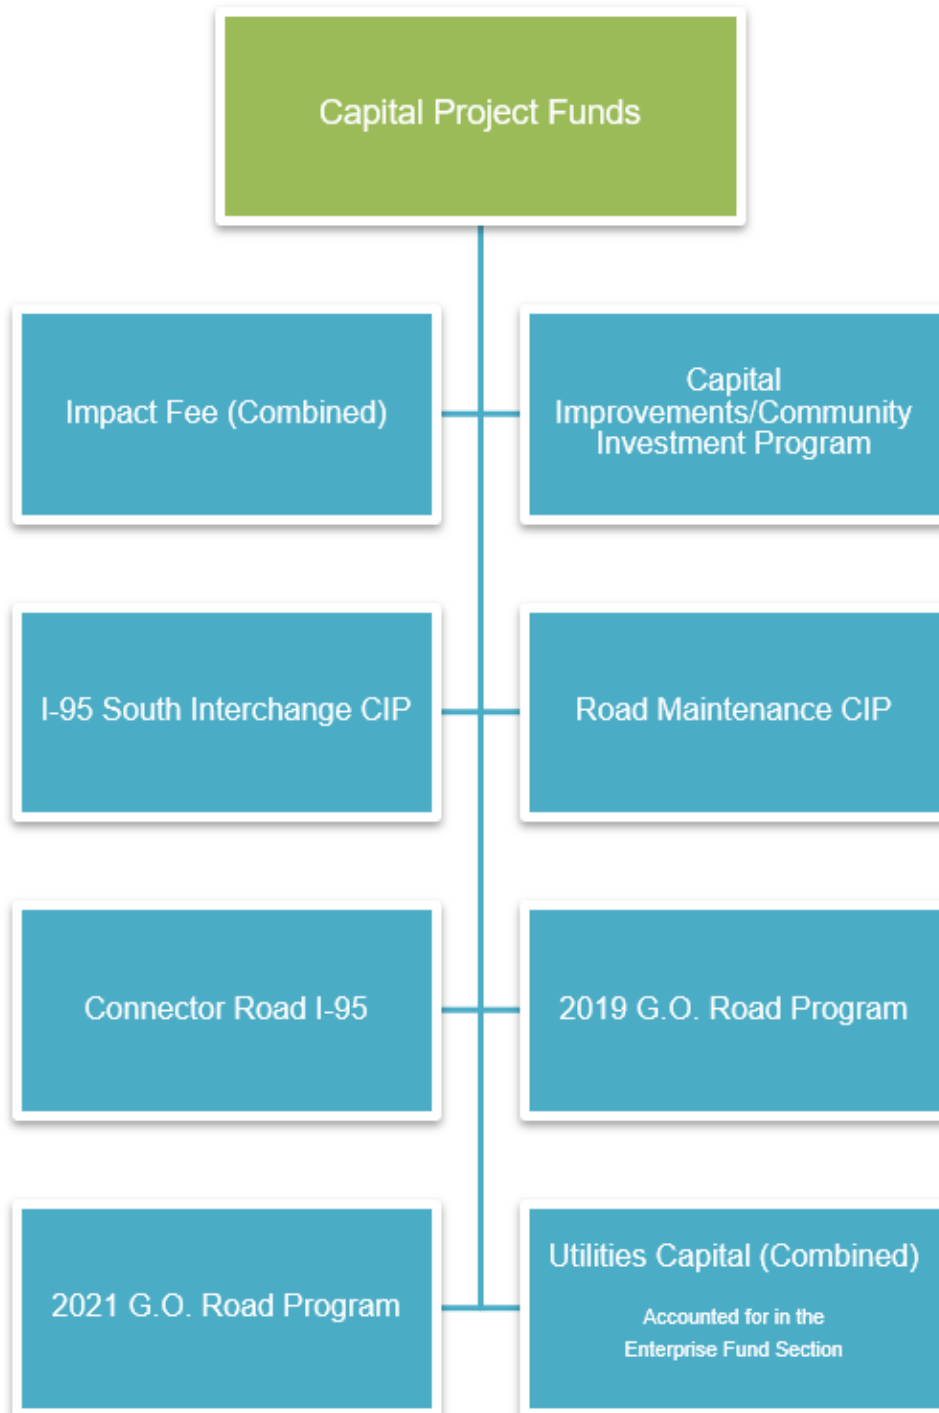 Capital Project Funds
Impact Fee (Combined)
Capital
Improvements/Community
Investment Program
I-95 South Interchange CIP
Road Maintenance CIP
Connector Road I-95
2019 G.O. Road Program
2021 G.O. Road Program
Utilities Capital (Combined)
Accounted for in the
Enterprise Fund Section